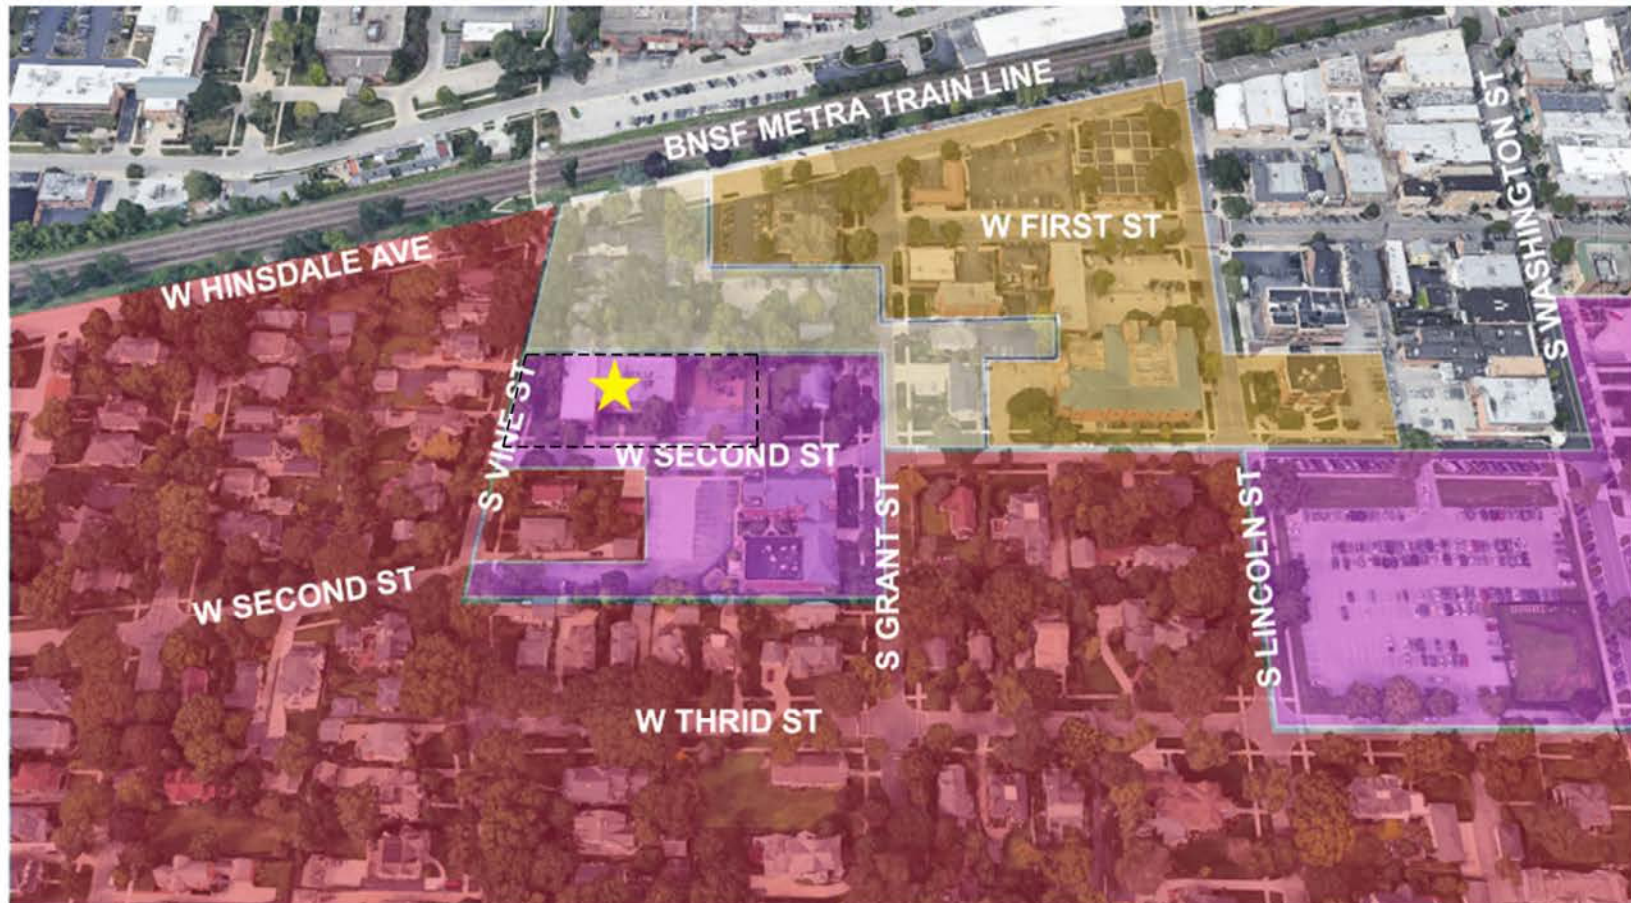 BNSF METRA TRAIN LINE
W HINSDALE AVE
W FIRST ST
S WASHINGTON ST
S VINE ST
W SECOND ST
S GRANT ST
S LINCOLN ST
W SECOND ST
W THRID ST